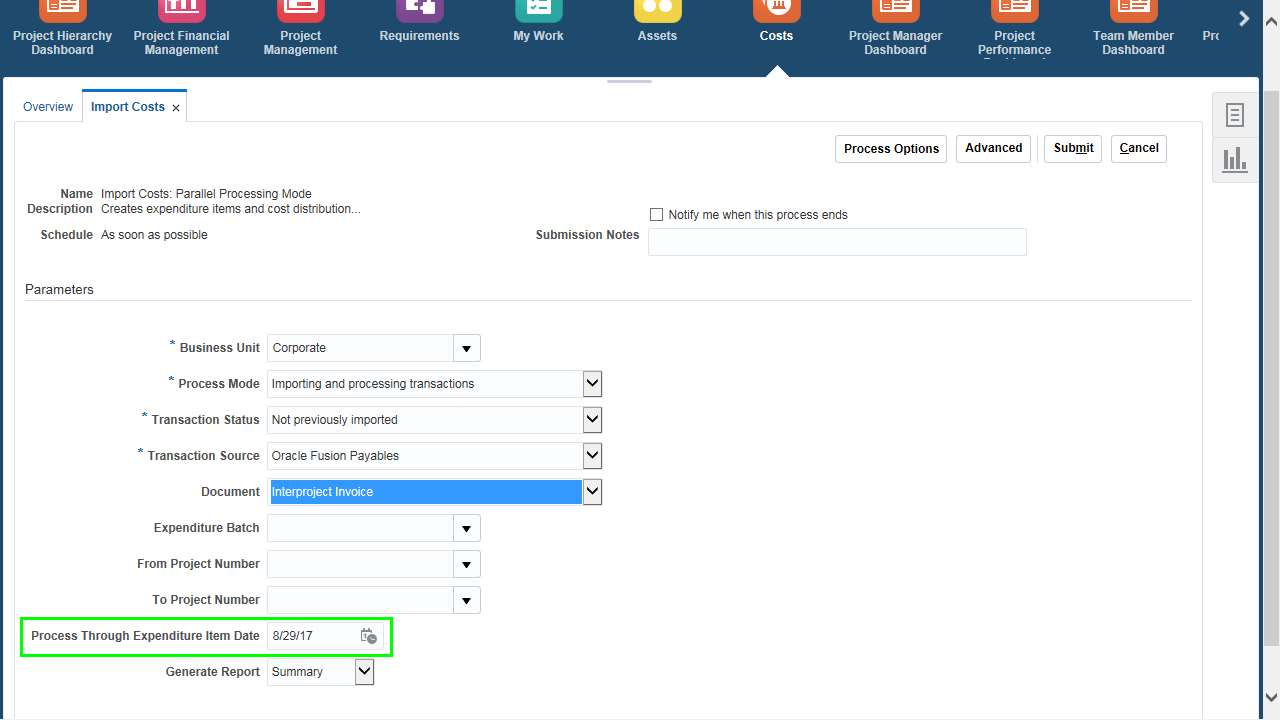 Project Hierarchy Dashboard
Project Financial Management
Project Management
Requirements
My Work
Assets
Costs
Project Manager Dashboard
Project Performance
Team Member Dashboard
Overview
Import Costs
Process Options
Advanced
Submit
Cancel
Name Import Costs: Parallel Processing Mode
Description Creates expenditure items and cost distribution...
Notify me when this process ends
Schedule As soon as possible
Submission Notes
Parameters
* Business Unit Corporate
* Process Mode Importing and processing transactions
* Transaction Status Not previously imported
* Transaction Source Oracle Fusion Payables
Document Interproject Invoice
Expenditure Batch
From Project Number
To Project Number
Process Through Expenditure Item Date 8/29/17
Generate Report Summary